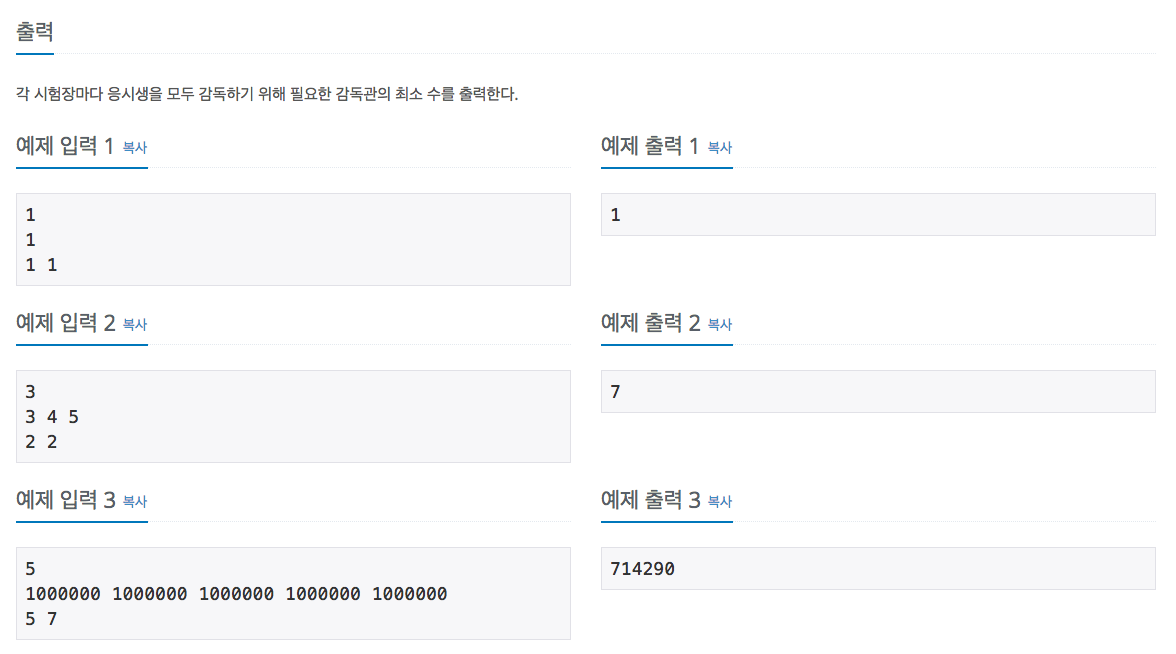 출력
각 시험장마다 응시생을 모두 감독하기 위해 필요한 감독관의 최소 수를 출력한다.
예제 입력 1 복사
1
1
1 1
예제 출력 1 복사
1
예제 입력 2 복사
3
3 4 5
2 2
예제 출력 2 복사
7
예제 입력 3 복사
5
1000000 1000000 1000000 1000000 1000000
5 7
예제 출력 3 복사
714290